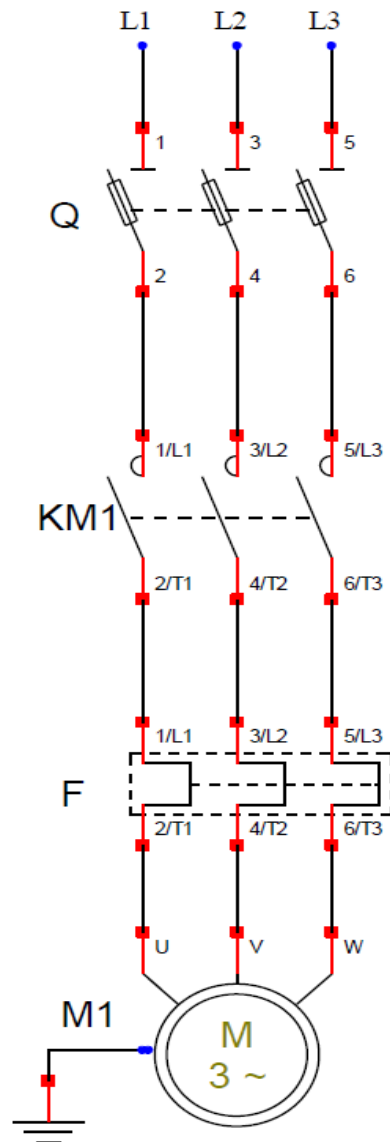 L1 L2 L3
1 3 5
Q
2 4 6
1/L1 3/L2 5/L3
KM1
2/T1 4/T2 6/T3
1/L1 3/L2 5/L3
F
2/T1 4/T2 6/T3
U V W
M1
M
3 ~